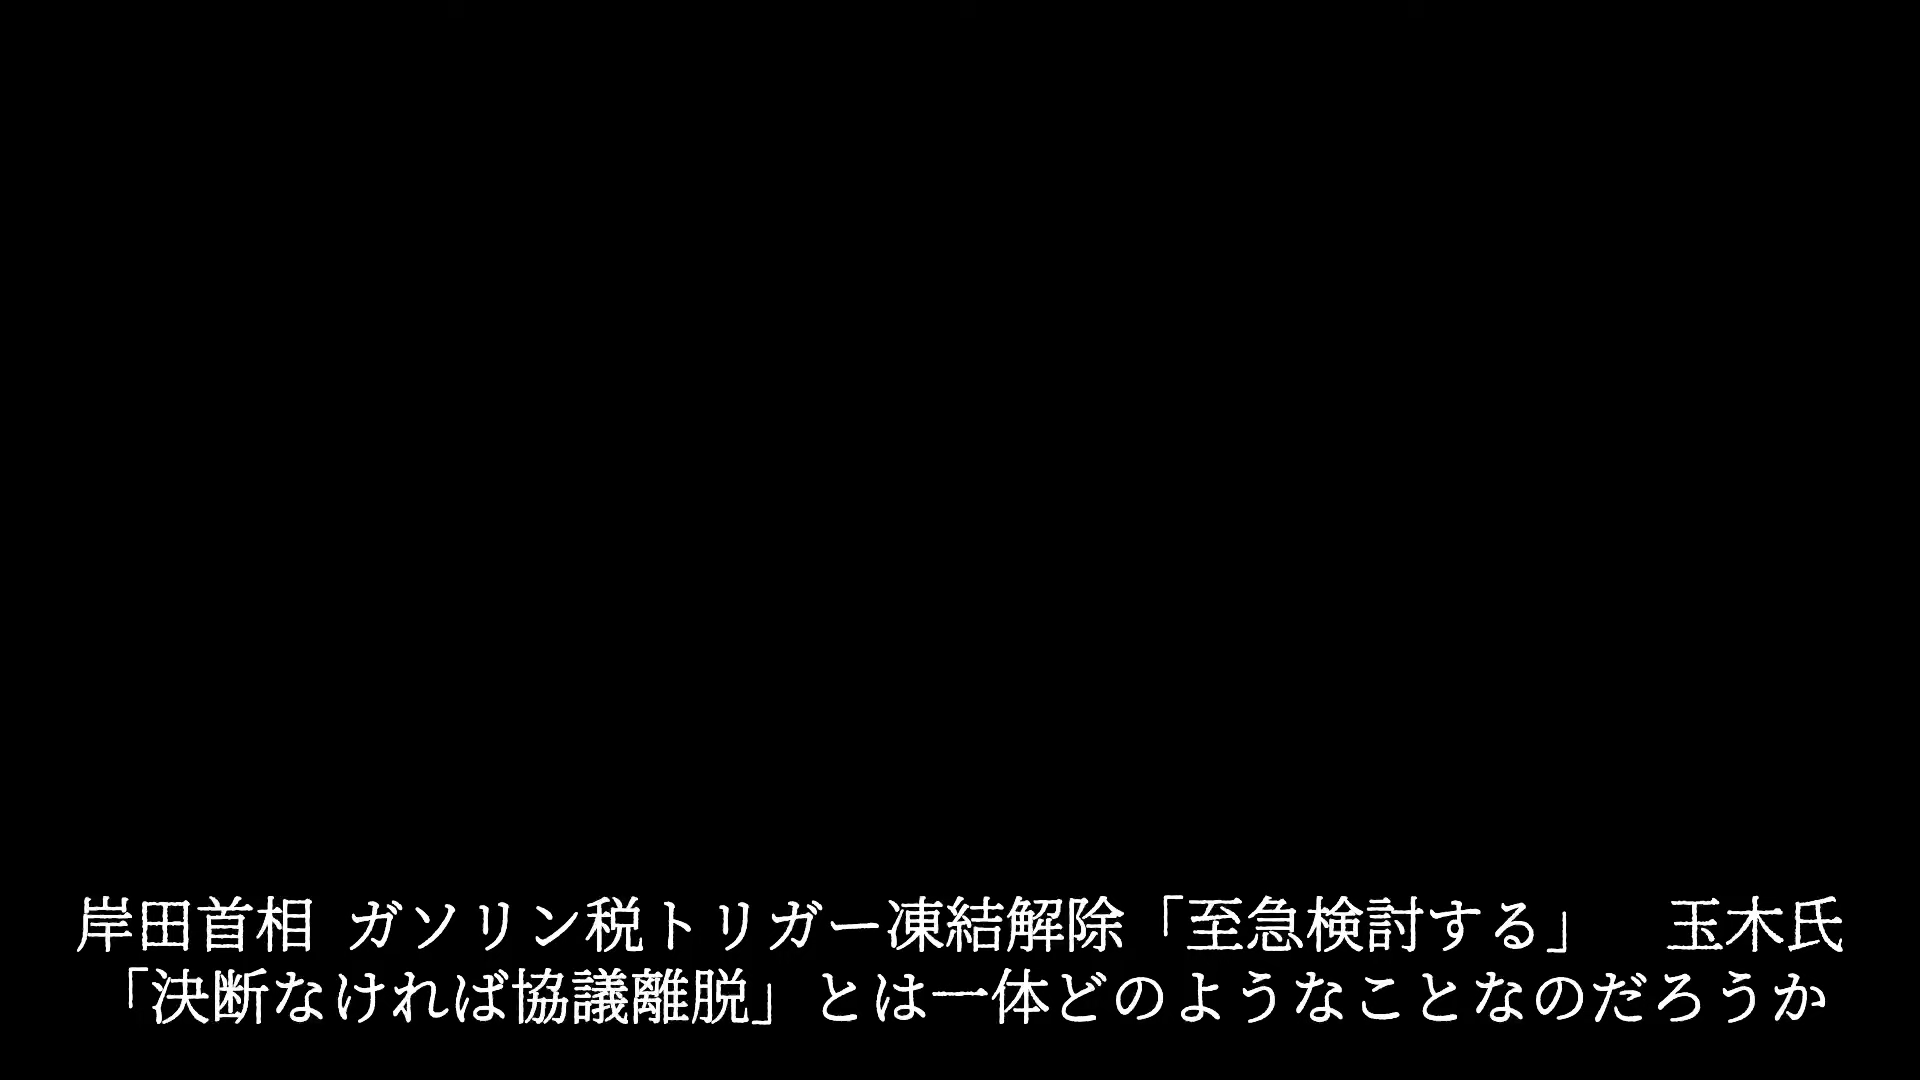 岸田首相 ガソリン税トリガー凍結解除「至急検討する」　玉木氏
「決断なければ協議離脱」とは一体どのようなことなのだろうか